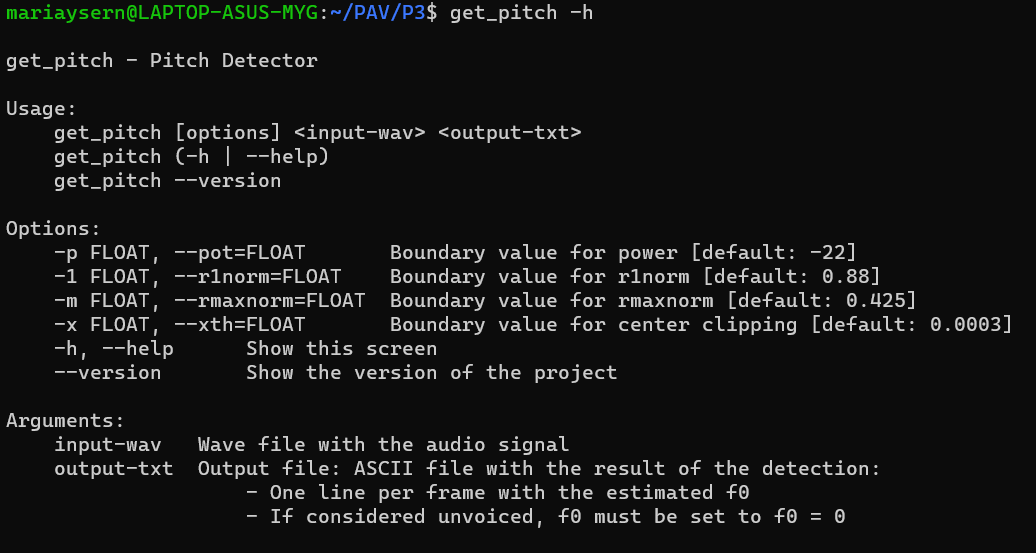 mariaysern@LAPTOP-ASUS-MYG:~/PAV/P3$ get_pitch -h
get_pitch - Pitch Detector
Usage:
    get_pitch [options] <input-wav> <output-txt>
    get_pitch (-h | --help)
    get_pitch --version
Options:
    -p FLOAT, --pot=FLOAT       Boundary value for power [default: -22]
    -1 FLOAT, --r1norm=FLOAT    Boundary value for r1norm [default: 0.88]
    -m FLOAT, --rmaxnorm=FLOAT  Boundary value for rmaxnorm [default: 0.425]
    -x FLOAT, --xth=FLOAT       Boundary value for center clipping [default: 0.0003]
    -h, --help      Show this screen
    --version       Show the version of the project
Arguments:
    input-wav   Wave file with the audio signal
    output-txt  Output file: ASCII file with the result of the detection:
                    - One line per frame with the estimated f0
                    - If considered unvoiced, f0 must be set to f0 = 0